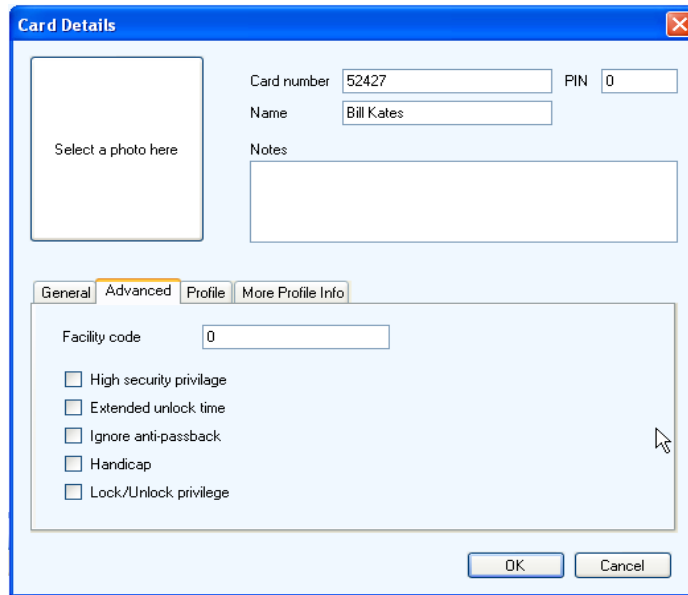 Card Details
Card number 52427 PIN 0
Name Bill Kates
Select a photo here
Notes
General Advanced Profile More Profile Info
Facility code 0
High security privilage
Extended unlock time
Ignore anti-passback
Handicap
Lock/Unlock privilege
OK Cancel